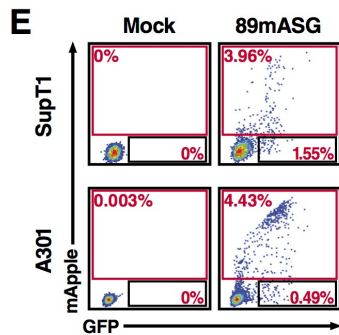 E
Mock 89mASG
SupT1
0% 3.96%
0% 1.55%
A301
0.003% 4.43%
0% 0.49%
mApple
GFP